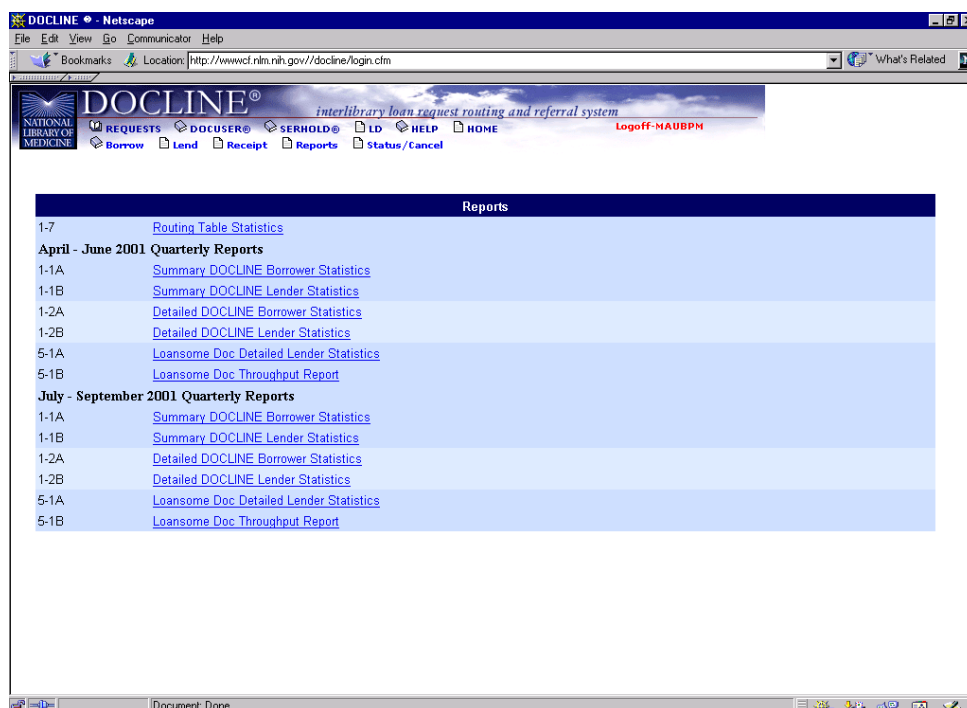 DOCLINE ® - Netscape
File Edit View Go Communicator Help
Bookmarks Location: http://wwwcf.nlm.nih.gov//docline/login.cfm What's Related
NATIONAL LIBRARY OF MEDICINE
DOCLINE®
interlibrary loan request routing and referral system
REQUESTS DOCUSER® SERHOLD® LD HELP HOME Logoff-MAUBPM
Borrow Lend Receipt Reports Status/Cancel
Reports
1-7 Routing Table Statistics
April - June 2001 Quarterly Reports
1-1A Summary DOCLINE Borrower Statistics
1-1B Summary DOCLINE Lender Statistics
1-2A Detailed DOCLINE Borrower Statistics
1-2B Detailed DOCLINE Lender Statistics
5-1A Loansome Doc Detailed Lender Statistics
5-1B Loansome Doc Throughput Report
July - September 2001 Quarterly Reports
1-1A Summary DOCLINE Borrower Statistics
1-1B Summary DOCLINE Lender Statistics
1-2A Detailed DOCLINE Borrower Statistics
1-2B Detailed DOCLINE Lender Statistics
5-1A Loansome Doc Detailed Lender Statistics
5-1B Loansome Doc Throughput Report
Document: Done